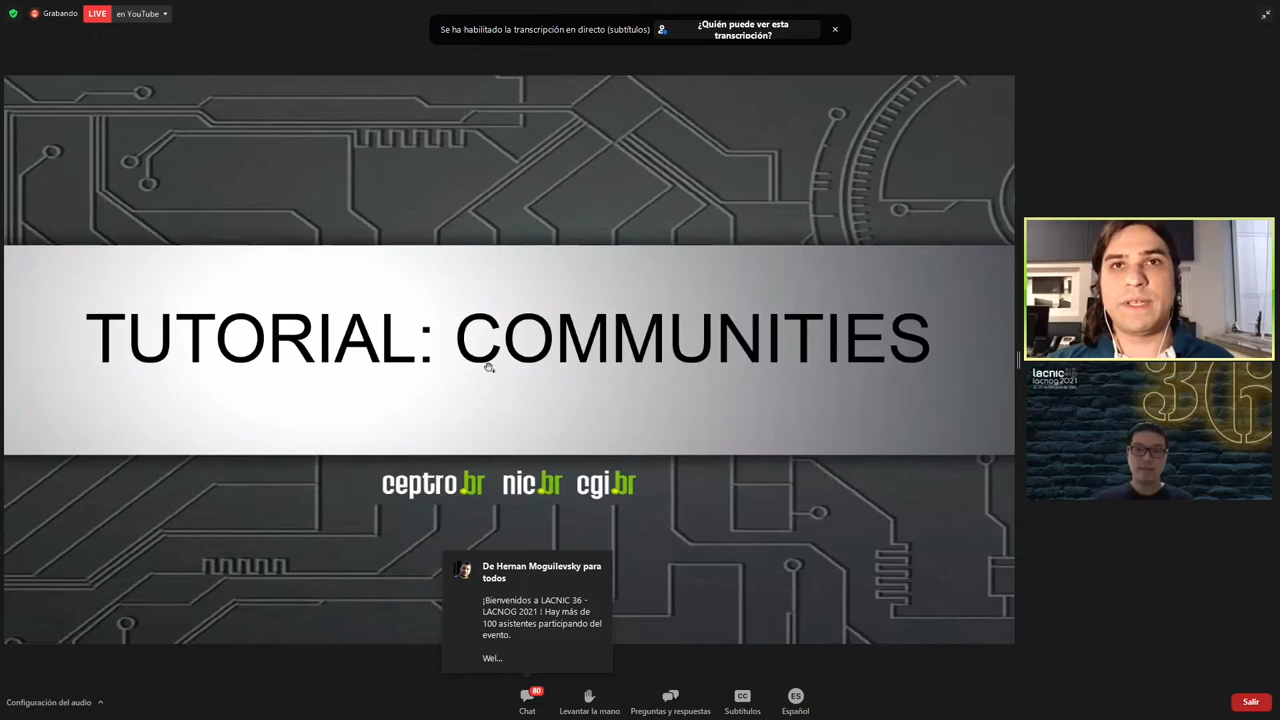 Grabando
LIVE en YouTube
Se ha habilitado la transcripción en directo (subtítulos)
¿Quién puede ver esta
transcripción?
TUTORIAL: COMMUNITIES
ceptro.br nic.br cgi.br
lacnic 36
lacnog 2021
36
De Hernan Moguilevsky para
todos
¡Bienvenidos a LACNIC 36 -
LACNOG 2021 ! Hay más de
100 asistentes participando del
evento.
Wel...
Configuración del audio
80
Chat
Levantar la mano
Preguntas y respuestas
CC
Subtítulos
ES
Español
Salir